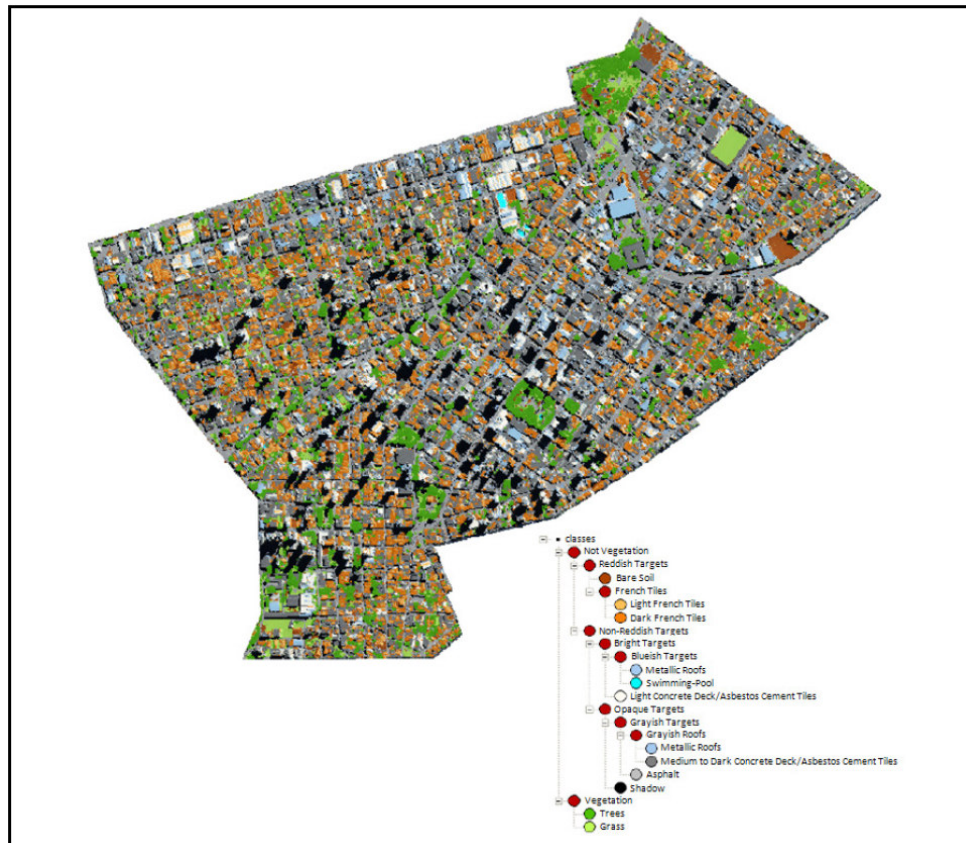 classes
Not Vegetation
Reddish Targets
Bare Soil
French Tiles
Light French Tiles
Dark French Tiles
Non-Reddish Targets
Bright Targets
Blueish Targets
Metallic Roofs
Swimming-Pool
Light Concrete Deck/Asbestos Cement Tiles
Opaque Targets
Grayish Targets
Grayish Roofs
Metallic Roofs
Medium to Dark Concrete Deck/Asbestos Cement Tiles
Asphalt
Shadow
Vegetation
Trees
Grass